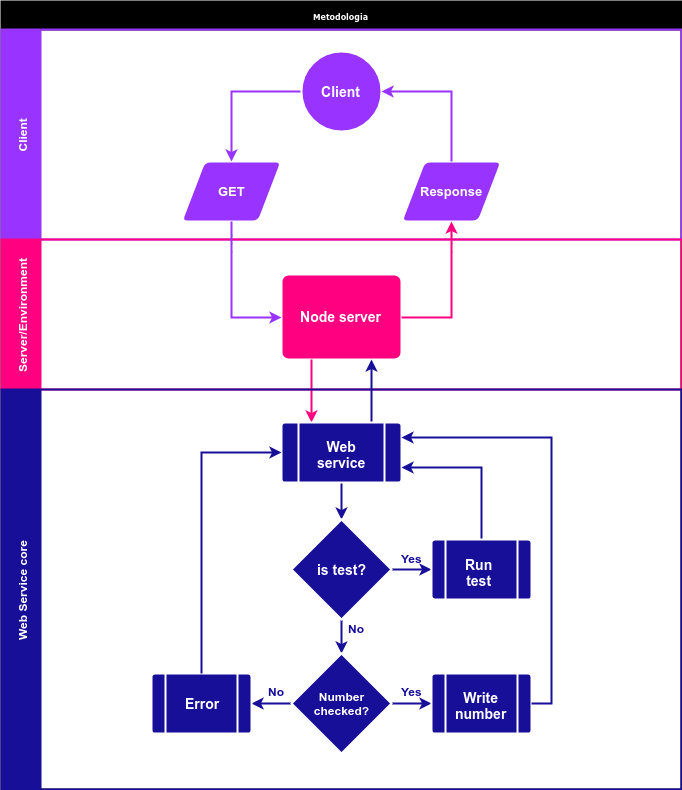 Metodologia
Client
Client
GET
Response
Server/Environment
Node server
Web Service core
Web
service
is test?
Yes
Run
test
No
Number
checked?
No
Yes
Error
Write
number